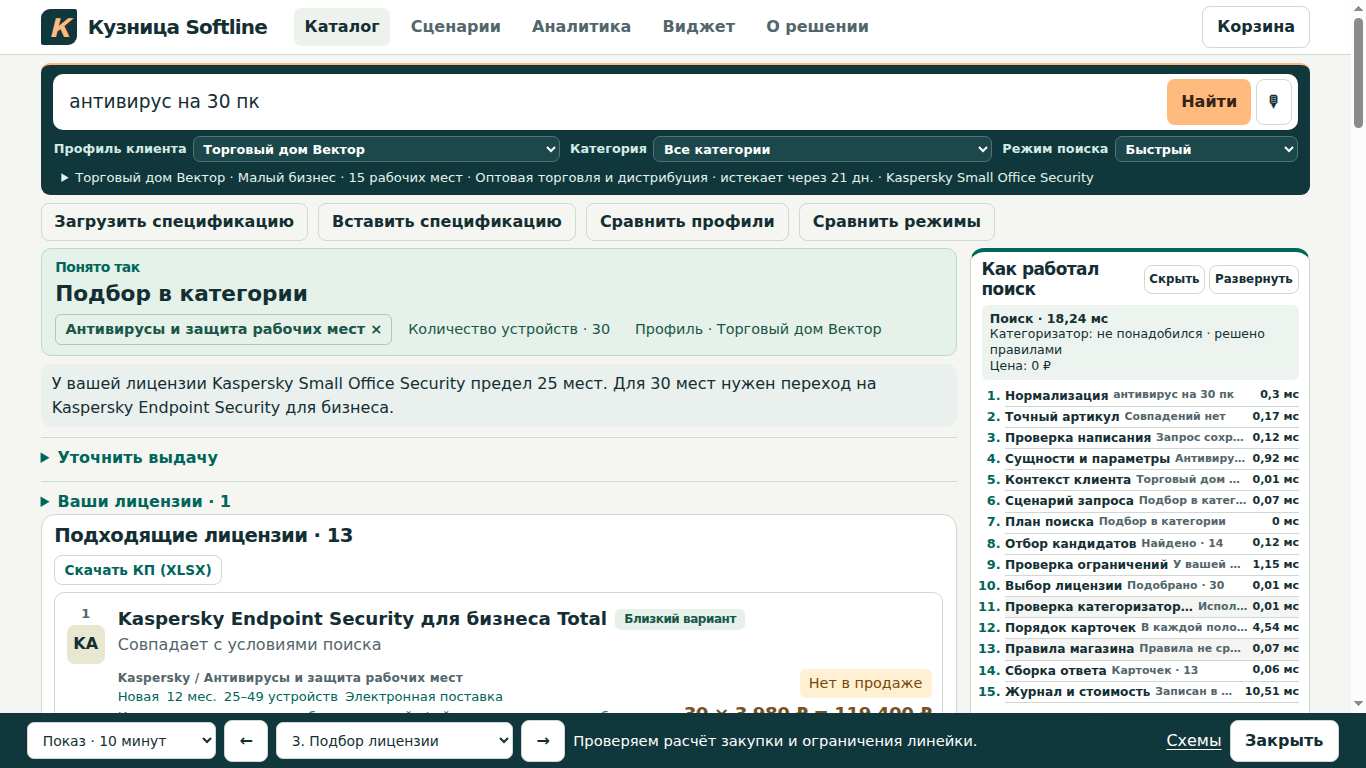 К Кузница Softline Каталог Сценарии Аналитика Виджет О решении Корзина
антивирус на 30 пк Найти
Профиль клиента Торговый дом Вектор Категория Все категории Режим поиска Быстрый
Торговый дом Вектор · Малый бизнес · 15 рабочих мест · Оптовая торговля и дистрибуция · истекает через 21 дн. · Kaspersky Small Office Security
Загрузить спецификацию Вставить спецификацию Сравнить профили Сравнить режимы
Понято так
Подбор в категории
Антивирусы и защита рабочих мест × Количество устройств · 30 Профиль · Торговый дом Вектор
У вашей лицензии Kaspersky Small Office Security предел 25 мест. Для 30 мест нужен переход на
Kaspersky Endpoint Security для бизнеса.
Уточнить выдачу
Ваши лицензии · 1
Подходящие лицензии · 13
Скачать КП (XLSX)
1
KA
Kaspersky Endpoint Security для бизнеса Total Близкий вариант
Совпадает с условиями поиска
Kaspersky / Антивирусы и защита рабочих мест
Новая 12 мес. 25–49 устройств Электронная поставка
Нет в продаже
30 × 3 980 ₽ = 119 400 ₽
Как работал
поиск
Скрыть Развернуть
Поиск · 18,24 мс
Категоризатор: не понадобился · решено
правилами
Цена: 0 ₽
1. Нормализация антивирус на 30 пк 0,3 мс
2. Точный артикул Совпадений нет 0,17 мс
3. Проверка написания Запрос сохр… 0,12 мс
4. Сущности и параметры Антивиру… 0,92 мс
5. Контекст клиента Торговый дом … 0,01 мс
6. Сценарий запроса Подбор в катег… 0,07 мс
7. План поиска Подбор в категории 0 мс
8. Отбор кандидатов Найдено · 14 0,12 мс
9. Проверка ограничений У вашей … 1,15 мс
10. Выбор лицензии Подобрано · 30 0,01 мс
11. Проверка категоризатор… Испол… 0,01 мс
12. Порядок карточек В каждой поло… 4,54 мс
13. Правила магазина Правила не ср… 0,07 мс
14. Сборка ответа Карточек · 13 0,06 мс
15. Журнал и стоимость Записан в … 10,51 мс
Показ · 10 минут ← 3. Подбор лицензии → Проверяем расчёт закупки и ограничения линейки. Схемы Закрыть